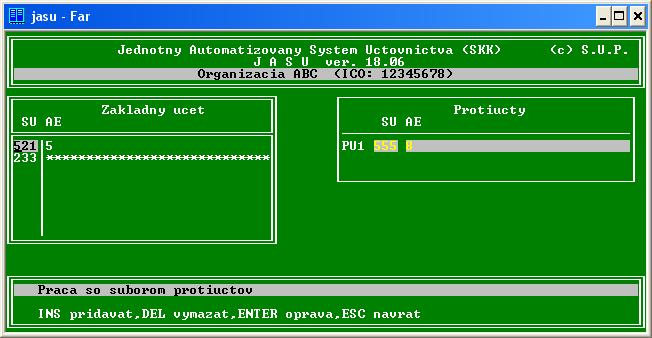 jasu - Far
Jednotny Automatizovany System Uctovnictva (SKK) (c) S.U.P.
J A S U ver. 18.06
Organizacia ABC (ICO: 12345678)
Zakladny ucet
SU AE
521 5
233 ****************************
Protiucty
SU AE
PU1 555 8
Praca so suborom protiuctov
INS pridavat,DEL vymazat,ENTER oprava,ESC navrat